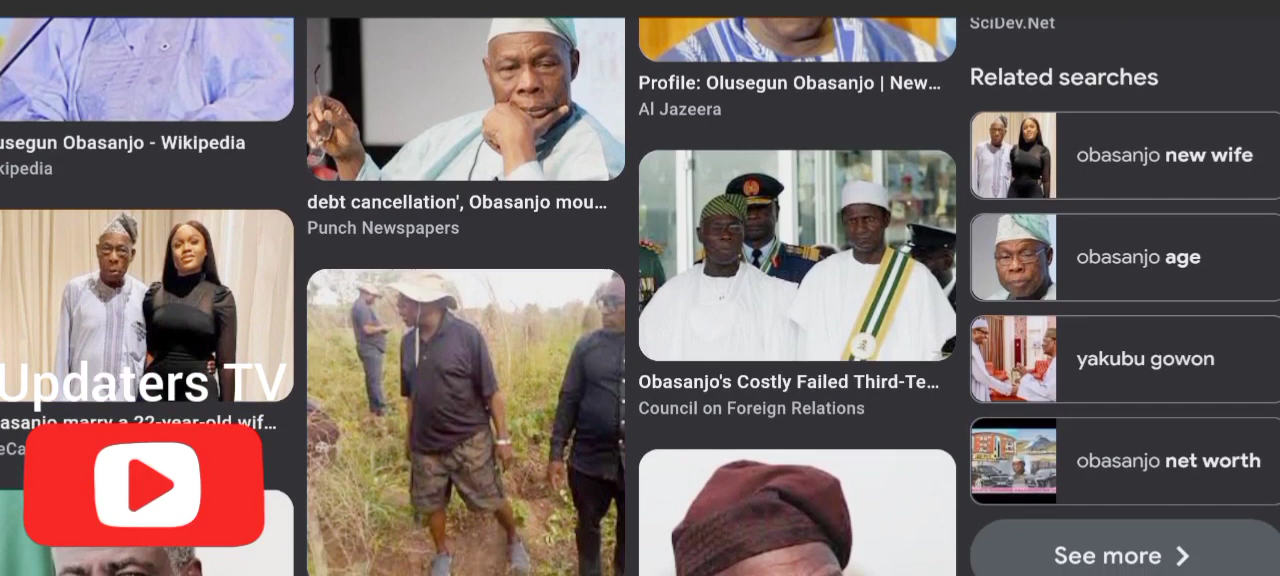 usegun Obasanjo - Wikipedia
kipedia
Updaters TV
asanjo marry a 22-year-old wif...
debt cancellation', Obasanjo mou...
Punch Newspapers
Profile: Olusegun Obasanjo | New...
Al Jazeera
Obasanjo's Costly Failed Third-Te...
Council on Foreign Relations
SciDev.Net
Related searches
obasanjo new wife
obasanjo age
yakubu gowon
obasanjo net worth
See more